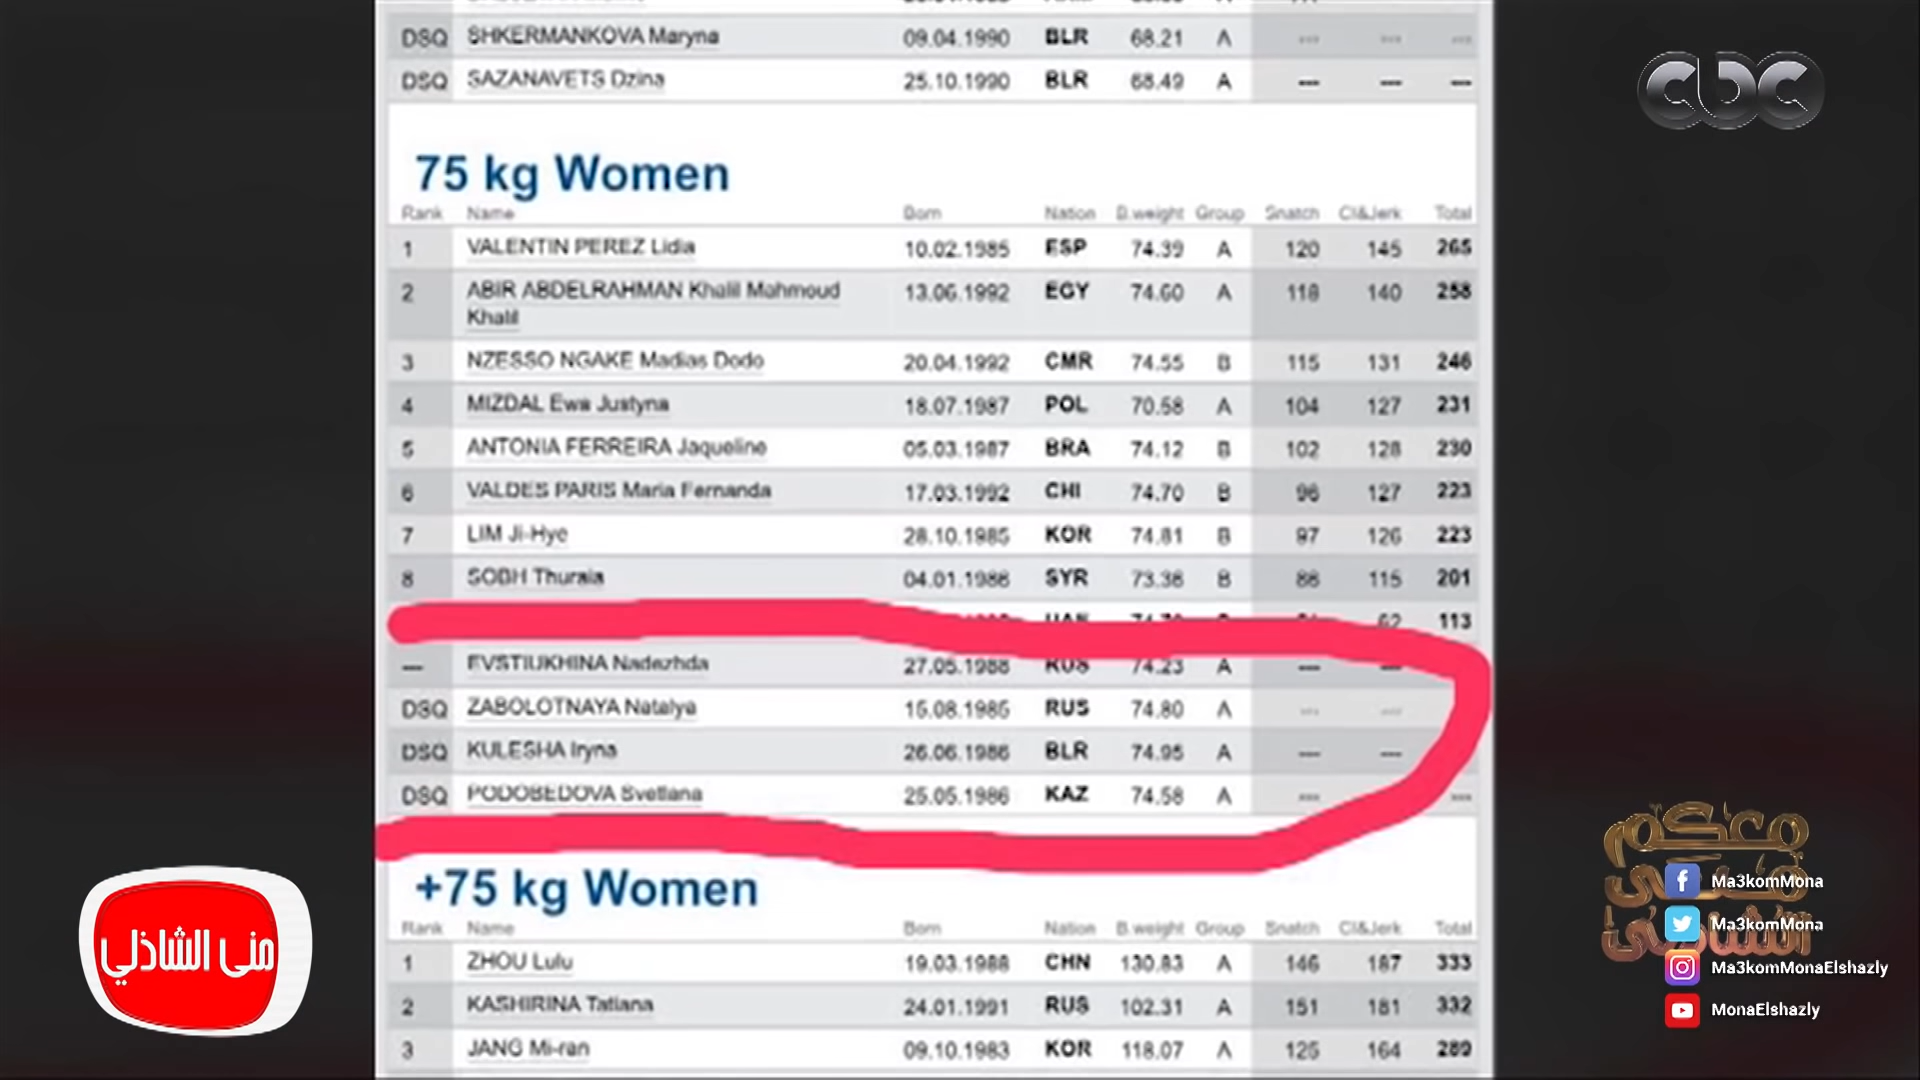 DSQ SHKERMANKOVA Maryna 09.04.1990 BLR 68.21 A --- --- ---
DSQ SAZANAVETS Dzina 25.10.1990 BLR 68.49 A --- --- ---
75 kg Women
Rank Name Born Nation B.weight Group Snatch CI&Jerk Total
1 VALENTIN PEREZ Lidia 10.02.1985 ESP 74.39 A 120 145 265
2 ABIR ABDELRAHMAN Khalil Mahmoud 13.06.1992 EGY 74.60 A 118 140 258
Khalil
3 NZESSO NGAKE Madias Dodo 20.04.1992 CMR 74.55 B 115 131 246
4 MIZDAL Ewa Justyna 18.07.1987 POL 70.58 A 104 127 231
5 ANTONIA FERREIRA Jaqueline 05.03.1987 BRA 74.12 B 102 128 230
6 VALDES PARIS Maria Fernanda 17.03.1992 CHI 74.70 B 96 127 223
7 LIM Ji-Hye 28.10.1985 KOR 74.81 B 97 126 223
8 SOBH Thuraia 04.01.1986 SYR 73.36 B 86 115 201
62 113
--- EVSTIUKHINA Nadezhda 27.05.1988 RUS 74.23 A --- ---
DSQ ZABOLOTNAYA Natalya 15.08.1985 RUS 74.80 A --- ---
DSQ KULESHA Iryna 26.06.1986 BLR 74.95 A --- ---
DSQ PODOBEDOVA Svetlana 25.05.1986 KAZ 74.58 A --- ---
+75 kg Women
Rank Name Born Nation B.weight Group Snatch CI&Jerk Total
1 ZHOU Lulu 19.03.1988 CHN 130.83 A 146 187 333
2 KASHIRINA Tatiana 24.01.1991 RUS 102.31 A 151 181 332
3 JANG Mi-ran 09.10.1983 KOR 118.07 A 125 164 289
cbc
منى الشاذلي
معكم
منى
الشاذلي
Ma3komMona
Ma3komMona
Ma3komMonaElshazly
MonaElshazly